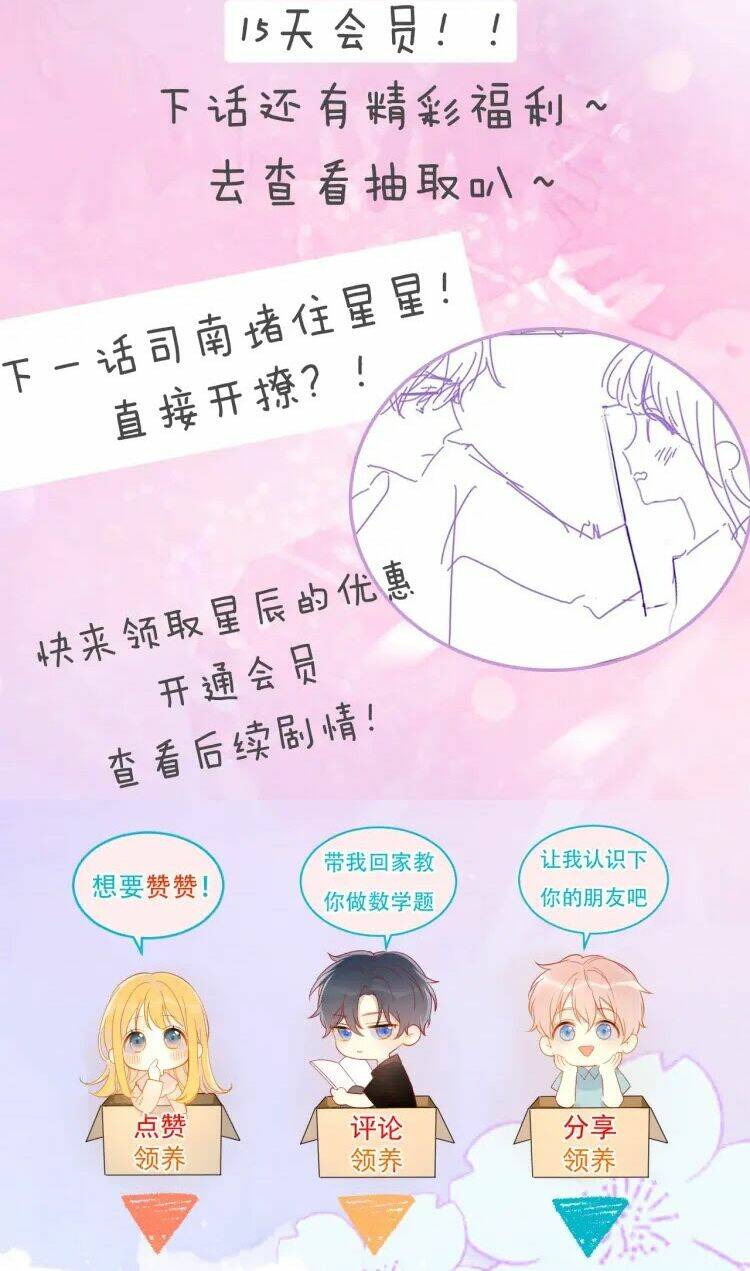 15天会员！！
下话还有精彩福利～
去查看抽取叭～
下一话司南堵住星星！
直接开撩？！
快来领取星辰的优惠
开通会员
查看后续剧情！
想要赞赞！
带我回家教
你做数学题
让我认识下
你的朋友吧
点赞
领养
评论
领养
分享
领养